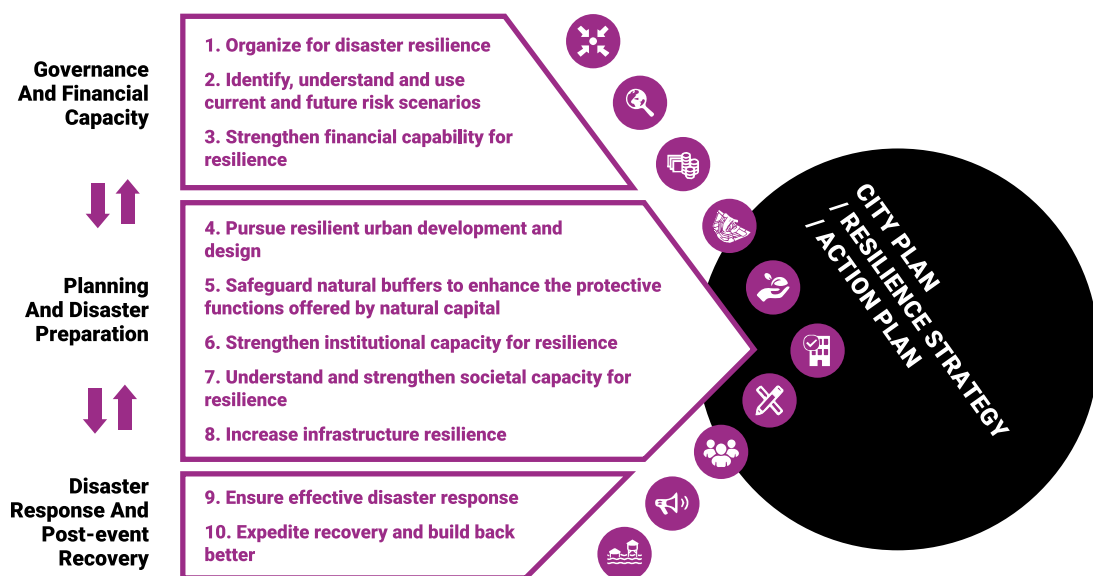 Governance
And Financial
Capacity
1. Organize for disaster resilience
2. Identify, understand and use
current and future risk scenarios
3. Strengthen financial capability for
resilience
Planning
And Disaster
Preparation
4. Pursue resilient urban development and
design
5. Safeguard natural buffers to enhance the protective
functions offered by natural capital
6. Strengthen institutional capacity for resilience
7. Understand and strengthen societal capacity for
resilience
8. Increase infrastructure resilience
Disaster
Response And
Post-event
Recovery
9. Ensure effective disaster response
10. Expedite recovery and build back
better
CITY PLAN
/ RESILIENCE STRATEGY
/ ACTION PLAN